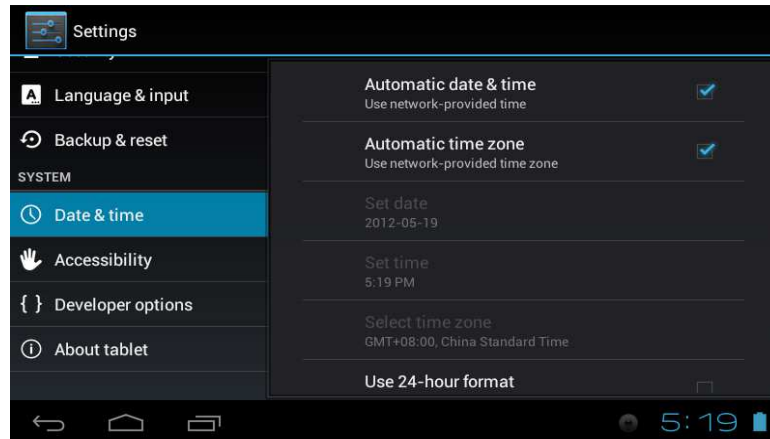 Settings
Language & input
Backup & reset
SYSTEM
Date & time
Accessibility
{ } Developer options
About tablet
Automatic date & time
Use network-provided time
Automatic time zone
Use network-provided time zone
Set date
2012-05-19
Set time
5:19 PM
Select time zone
GMT+08:00, China Standard Time
Use 24-hour format
5:19